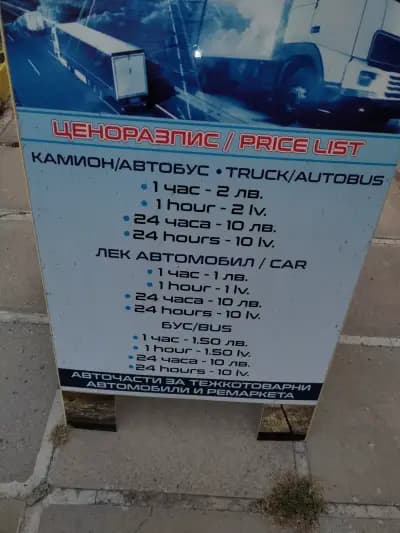 ЦЕНОРАЗПИС / PRICE LIST
КАМИОН/АВТОБУС • TRUCK/AUTOBUS
• 1 час - 2 лв.
• 1 hour - 2 lv.
• 24 часа - 10 лв.
• 24 hours - 10 lv.
ЛЕК АВТОМОБИЛ / CAR
• 1 час - 1 лв.
• 1 hour - 1 lv.
• 24 часа - 10 лв.
• 24 hours - 10 lv.
БУС/BUS
• 1 час - 1.50 лв.
• 1 hour - 1.50 lv.
• 24 часа - 10 лв.
• 24 hours - 10 lv.
АВТОЧАСТИ ЗА ТЕЖКОТОВАРНИ
АВТОМОБИЛИ И РЕМАРКЕТА